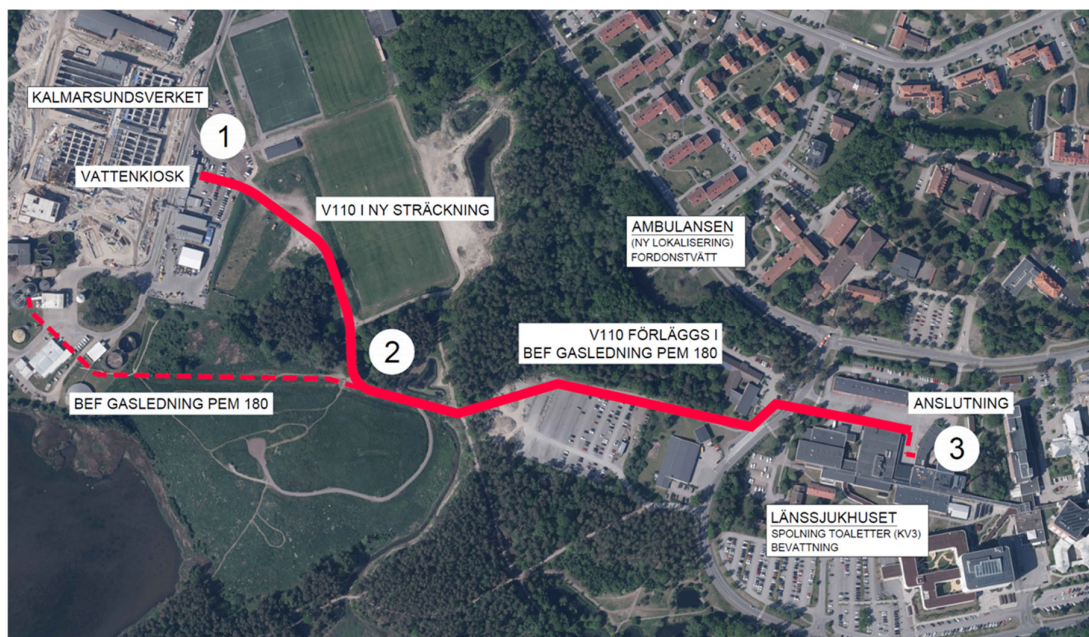 KALMARSUNDSVERKET
1
VATTENKIOSK
V110 I NY STRÄCKNING
AMBULANSEN
(NY LOKALISERING)
FORDONSTVÄTT
2
V110 FÖRLÄGGS I
BEF GASLEDNING PEM 180
BEF GASLEDNING PEM 180
ANSLUTNING
3
LÄNSSJUKHUSET
SPOLNING TOALETTER (KV3)
BEVATTNING